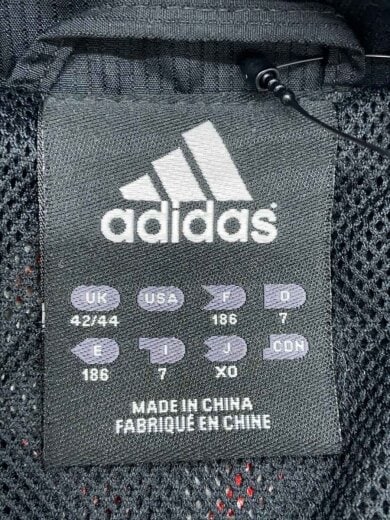 adidas
UK USA F D
42/44 186 7
E I J CDN
186 7 XO
MADE IN CHINA
FABRIQUÉ EN CHINE